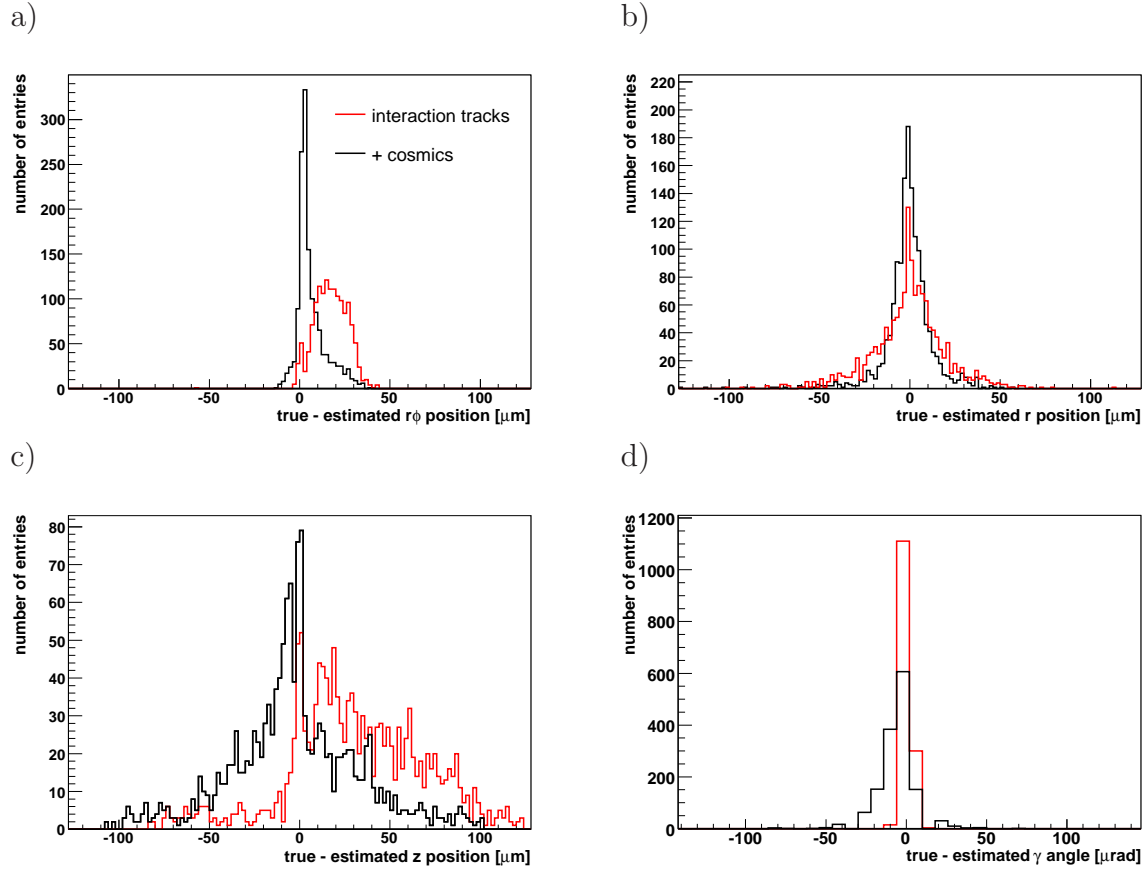 a)
number of entries
300
250
200
150
100
50
0
-100 -50 0 50 100
true - estimated rϕ position [μm]
interaction tracks
+ cosmics
b)
number of entries
220
200
180
160
140
120
100
80
60
40
20
0
-100 -50 0 50 100
true - estimated r position [μm]
c)
number of entries
80
70
60
50
40
30
20
10
0
-100 -50 0 50 100
true - estimated z position [μm]
d)
number of entries
1200
1000
800
600
400
200
0
-100 -50 0 50 100
true - estimated γ angle [μrad]